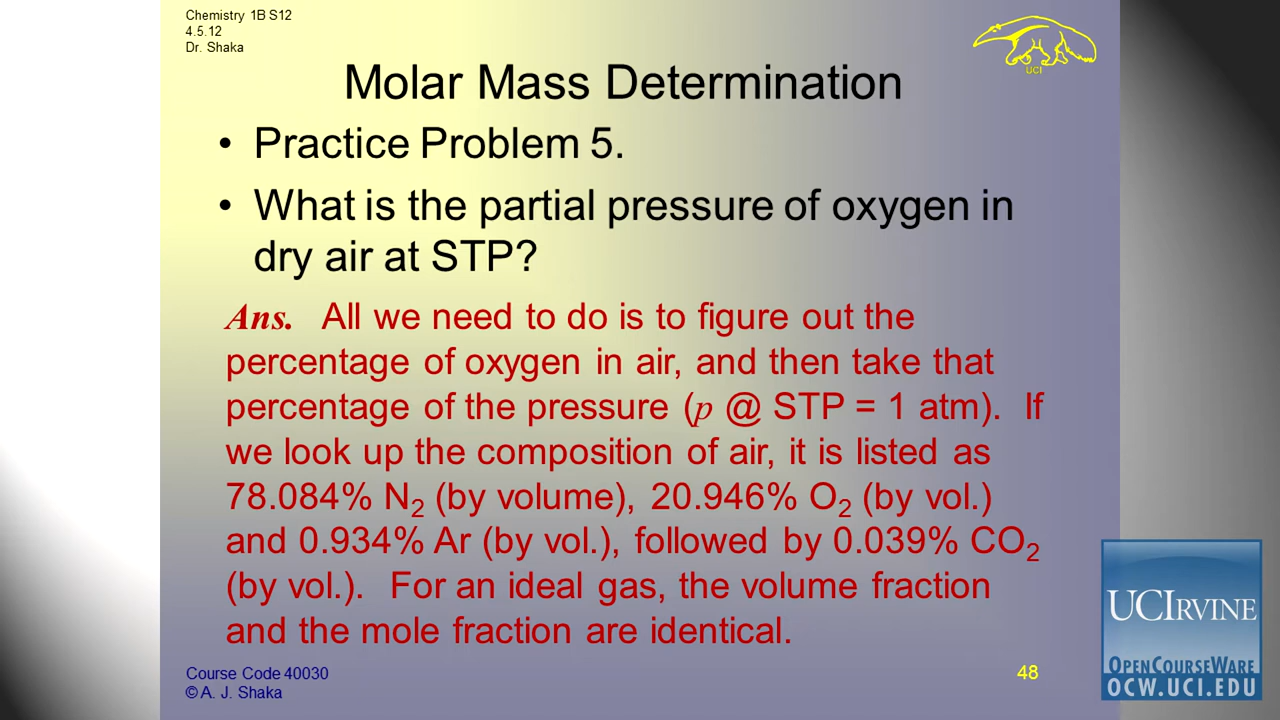 Chemistry 1B S12
4.5.12
Dr. Shaka
UCI
Molar Mass Determination
• Practice Problem 5.
• What is the partial pressure of oxygen in
dry air at STP?
Ans. All we need to do is to figure out the
percentage of oxygen in air, and then take that
percentage of the pressure (p @ STP = 1 atm). If
we look up the composition of air, it is listed as
78.084% N₂ (by volume), 20.946% O₂ (by vol.)
and 0.934% Ar (by vol.), followed by 0.039% CO₂
(by vol.). For an ideal gas, the volume fraction
and the mole fraction are identical.
Course Code 40030
© A. J. Shaka
48
UCIRVINE
OPENCOURSEWARE
OCW.UCI.EDU